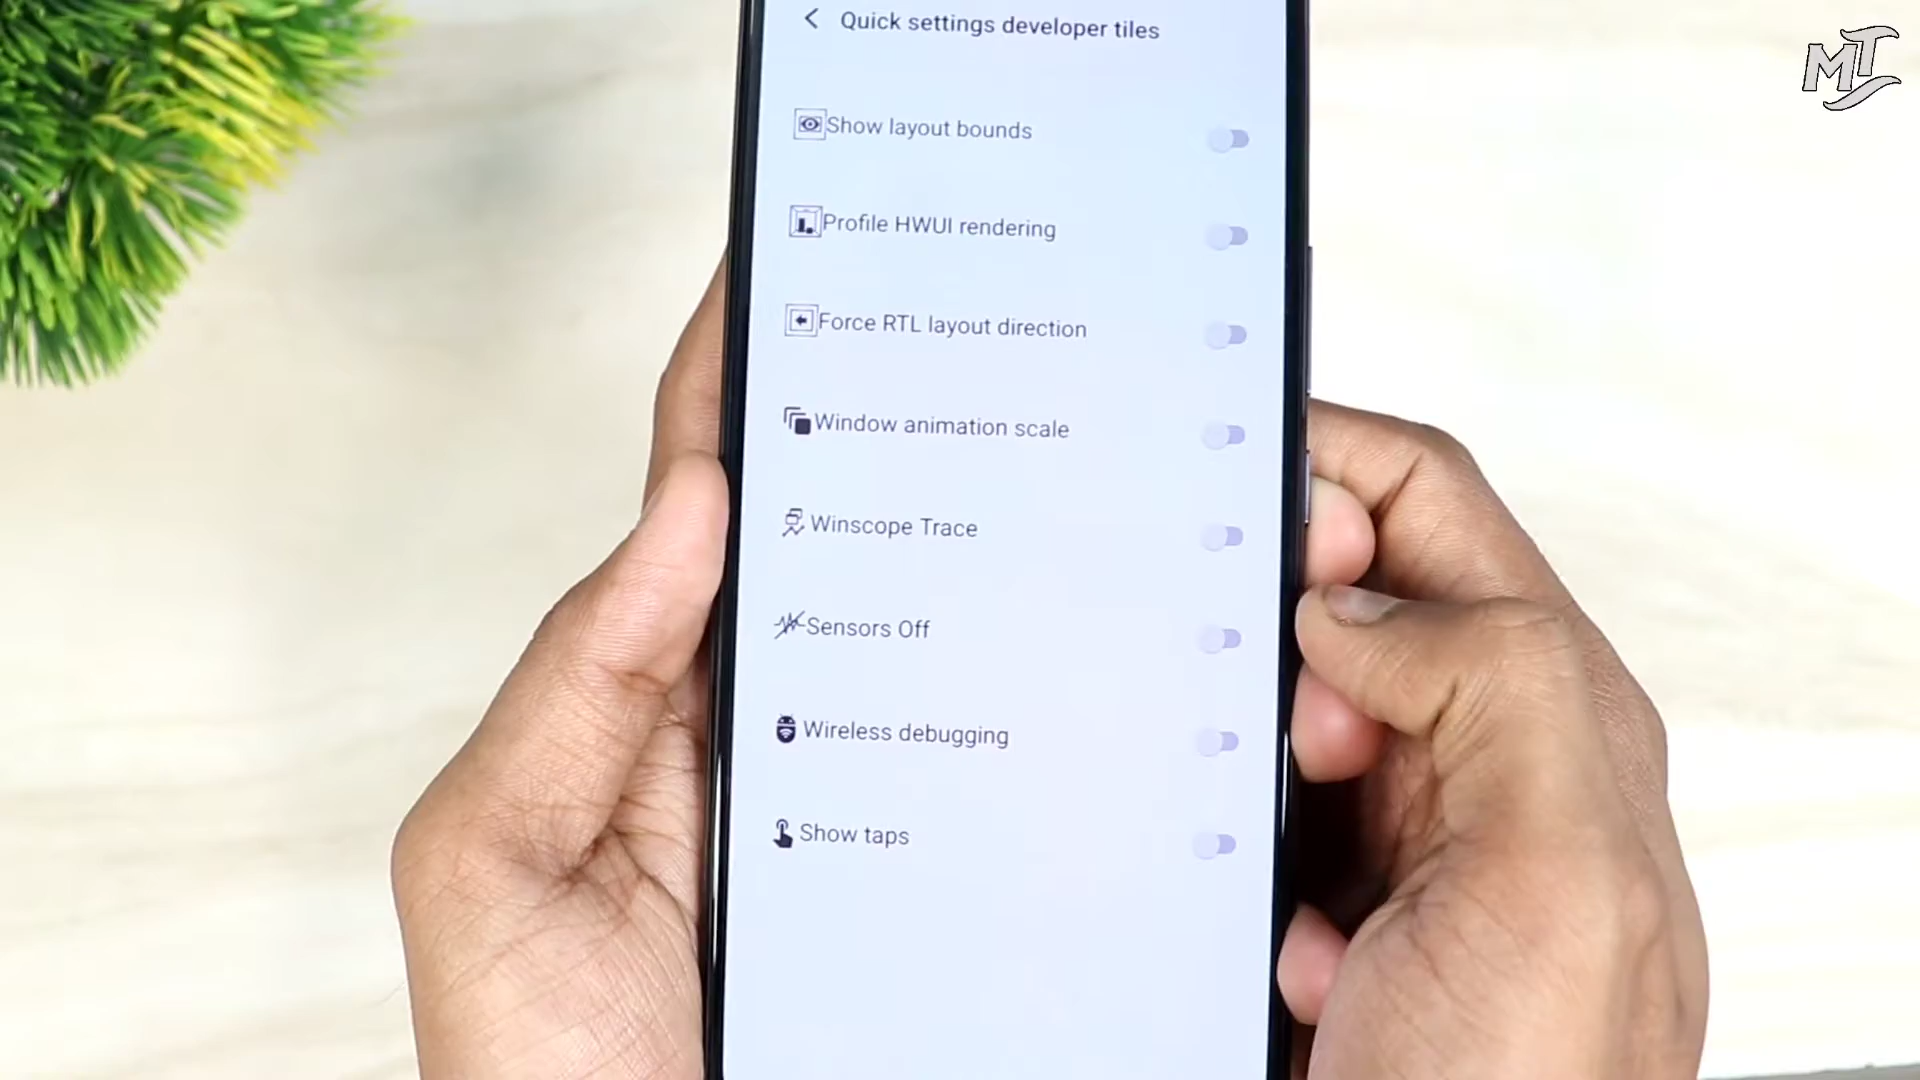 Quick settings developer tiles
MT
Show layout bounds
Profile HWUI rendering
Force RTL layout direction
Window animation scale
Winscope Trace
Sensors Off
Wireless debugging
Show taps